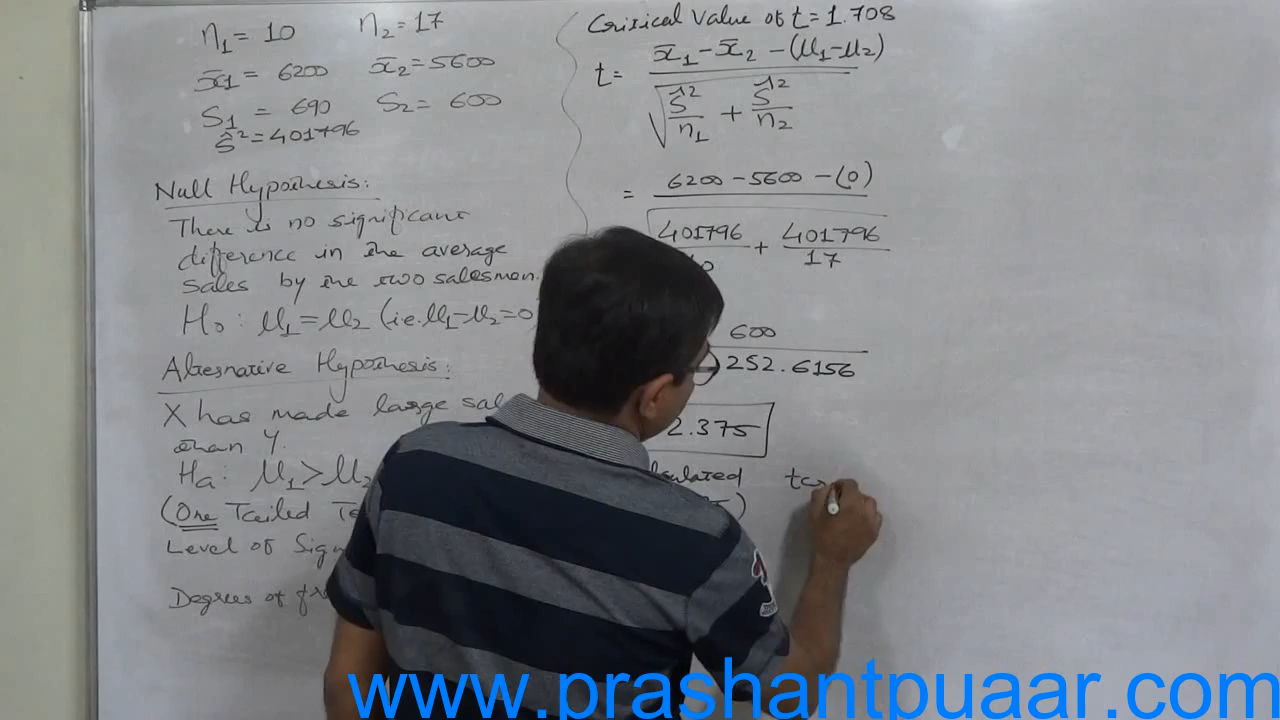 n₁ = 10 n₂ = 17
x̄1 = 6200 x̄₂ = 5600
S₁ = 690 S₂ = 600
ŝ² = 401796
Null Hypothesis:
There is no significant
difference in the average
sales by the two salesmen.
H₀: μ₁ = μ₂ (i.e. μ₁-μ₂=0
Alternative Hypothesis:
X has made large
than Y.
Ha: μ₁ > μ₂
(One Tailed
Level of
Degrees of
Critical Value of t = 1.708
t = x̄₁ - x̄₂ - (μ₁-μ₂)
√ ŝ²/n₁ + ŝ²/n₂
= 6200 - 5600 - (0)
401796 + 401796
17
600
252.6156
2.375
www.prashantpuaar.com